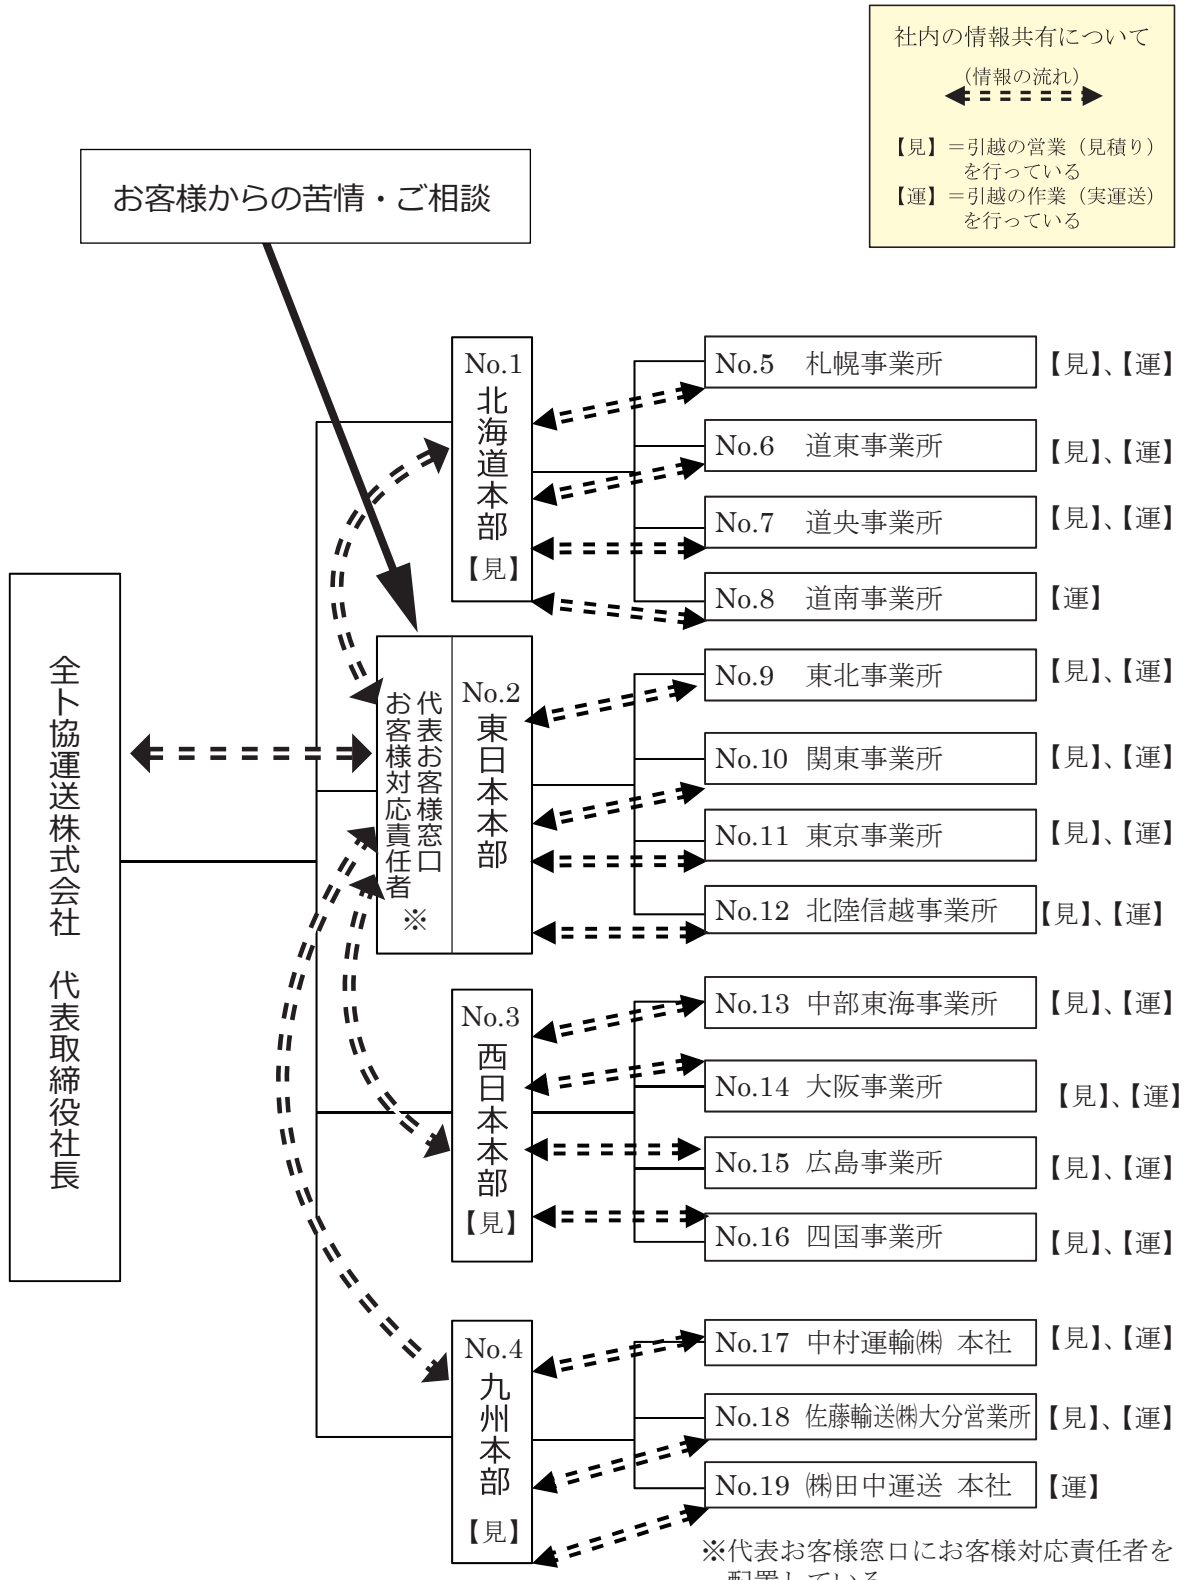 社内の情報共有について
(情報の流れ)
【見】＝引越の営業（見積り）
を行っている
【運】＝引越の作業（実運送）
を行っている
お客様からの苦情・ご相談
全ト協運送株式会社　代表取締役社長
No.1
北海道本部
【見】
No.5 札幌事業所 【見】、【運】
No.6 道東事業所 【見】、【運】
No.7 道央事業所 【見】、【運】
No.8 道南事業所 【運】
代表お客様窓口
お客様対応責任者
※
No.2
東日本本部
No.9 東北事業所 【見】、【運】
No.10 関東事業所 【見】、【運】
No.11 東京事業所 【見】、【運】
No.12 北陸信越事業所 【見】、【運】
No.3
西日本本部
【見】
No.13 中部東海事業所 【見】、【運】
No.14 大阪事業所 【見】、【運】
No.15 広島事業所 【見】、【運】
No.16 四国事業所 【見】、【運】
No.4
九州本部
【見】
No.17 中村運輸㈱ 本社 【見】、【運】
No.18 佐藤輸送㈱大分営業所 【見】、【運】
No.19 ㈱田中運送 本社 【運】
※代表お客様窓口にお客様対応責任者を
配置している